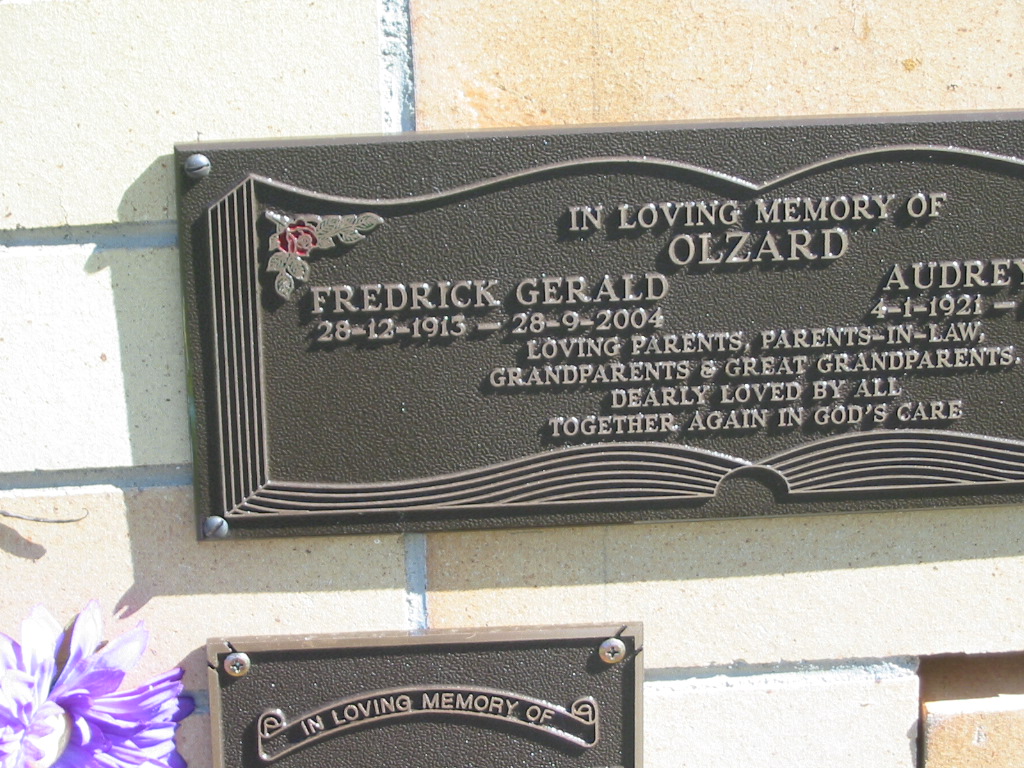 IN LOVING MEMORY OF
OLZARD
FREDRICK GERALD AUDREY
28-12-1913 — 28-9-2004 4-1-1921 —
LOVING PARENTS, PARENTS-IN-LAW,
GRANDPARENTS & GREAT GRANDPARENTS.
DEARLY LOVED BY ALL
TOGETHER AGAIN IN GOD'S CARE
IN LOVING MEMORY OF